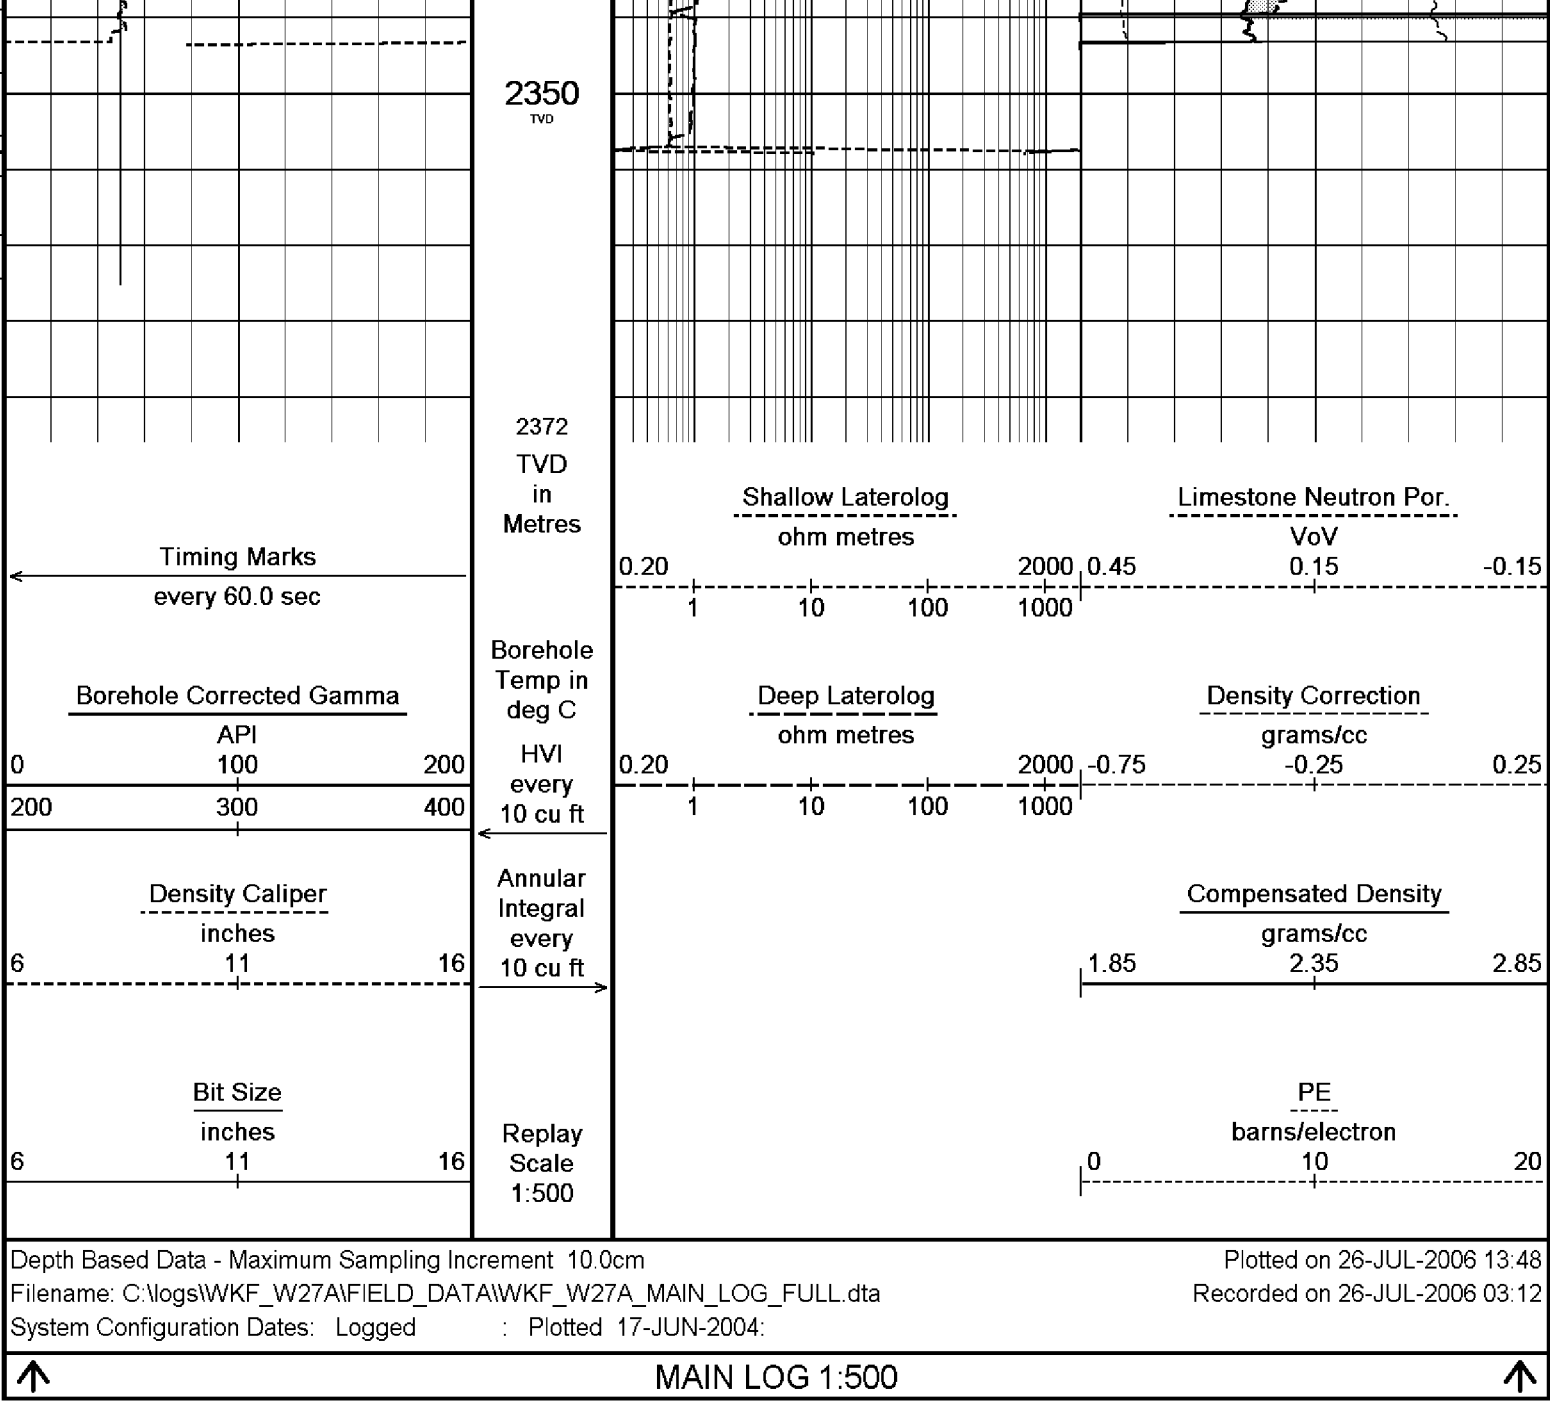 2350
TVD
2372
TVD
in
Metres
Timing Marks
every 60.0 sec
Borehole Corrected Gamma
API
0 100 200
200 300 400
Density Caliper
inches
6 11 16
Bit Size
inches
6 11 16
Borehole
Temp in
deg C
HVI
every
10 cu ft
Annular
Integral
every
10 cu ft
Replay
Scale
1:500
Shallow Laterolog
ohm metres
0.20 2000
1 10 100 1000
Deep Laterolog
ohm metres
0.20 2000
1 10 100 1000
Limestone Neutron Por.
VoV
0.45 0.15 -0.15
Density Correction
grams/cc
-0.75 -0.25 0.25
Compensated Density
grams/cc
1.85 2.35 2.85
PE
barns/electron
0 10 20
Depth Based Data - Maximum Sampling Increment 10.0cm
Plotted on 26-JUL-2006 13:48
Filename: C:\logs\WKF_W27A\FIELD_DATA\WKF_W27A_MAIN_LOG_FULL.dta
Recorded on 26-JUL-2006 03:12
System Configuration Dates: Logged : Plotted 17-JUN-2004:
MAIN LOG 1:500